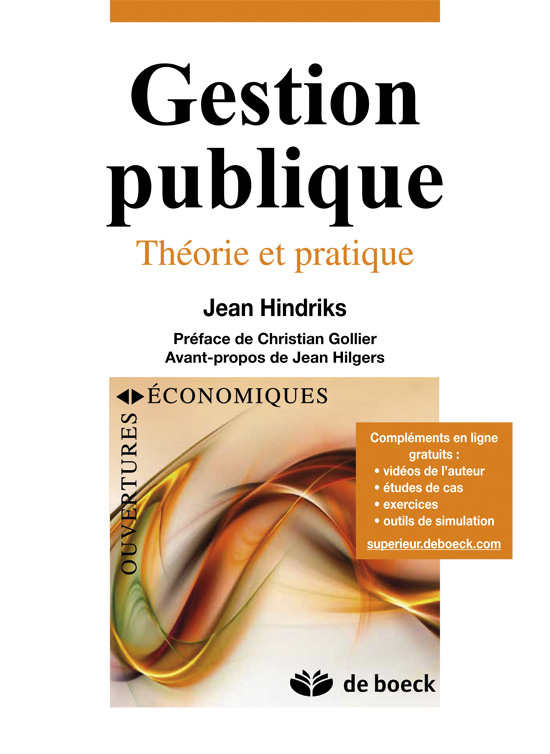 Gestion
publique
Théorie et pratique
Jean Hindriks
Préface de Christian Gollier
Avant-propos de Jean Hilgers
OUVERTURES
ÉCONOMIQUES
Compléments en ligne
gratuits :
• vidéos de l'auteur
• études de cas
• exercices
• outils de simulation
superieur.deboeck.com
de boeck